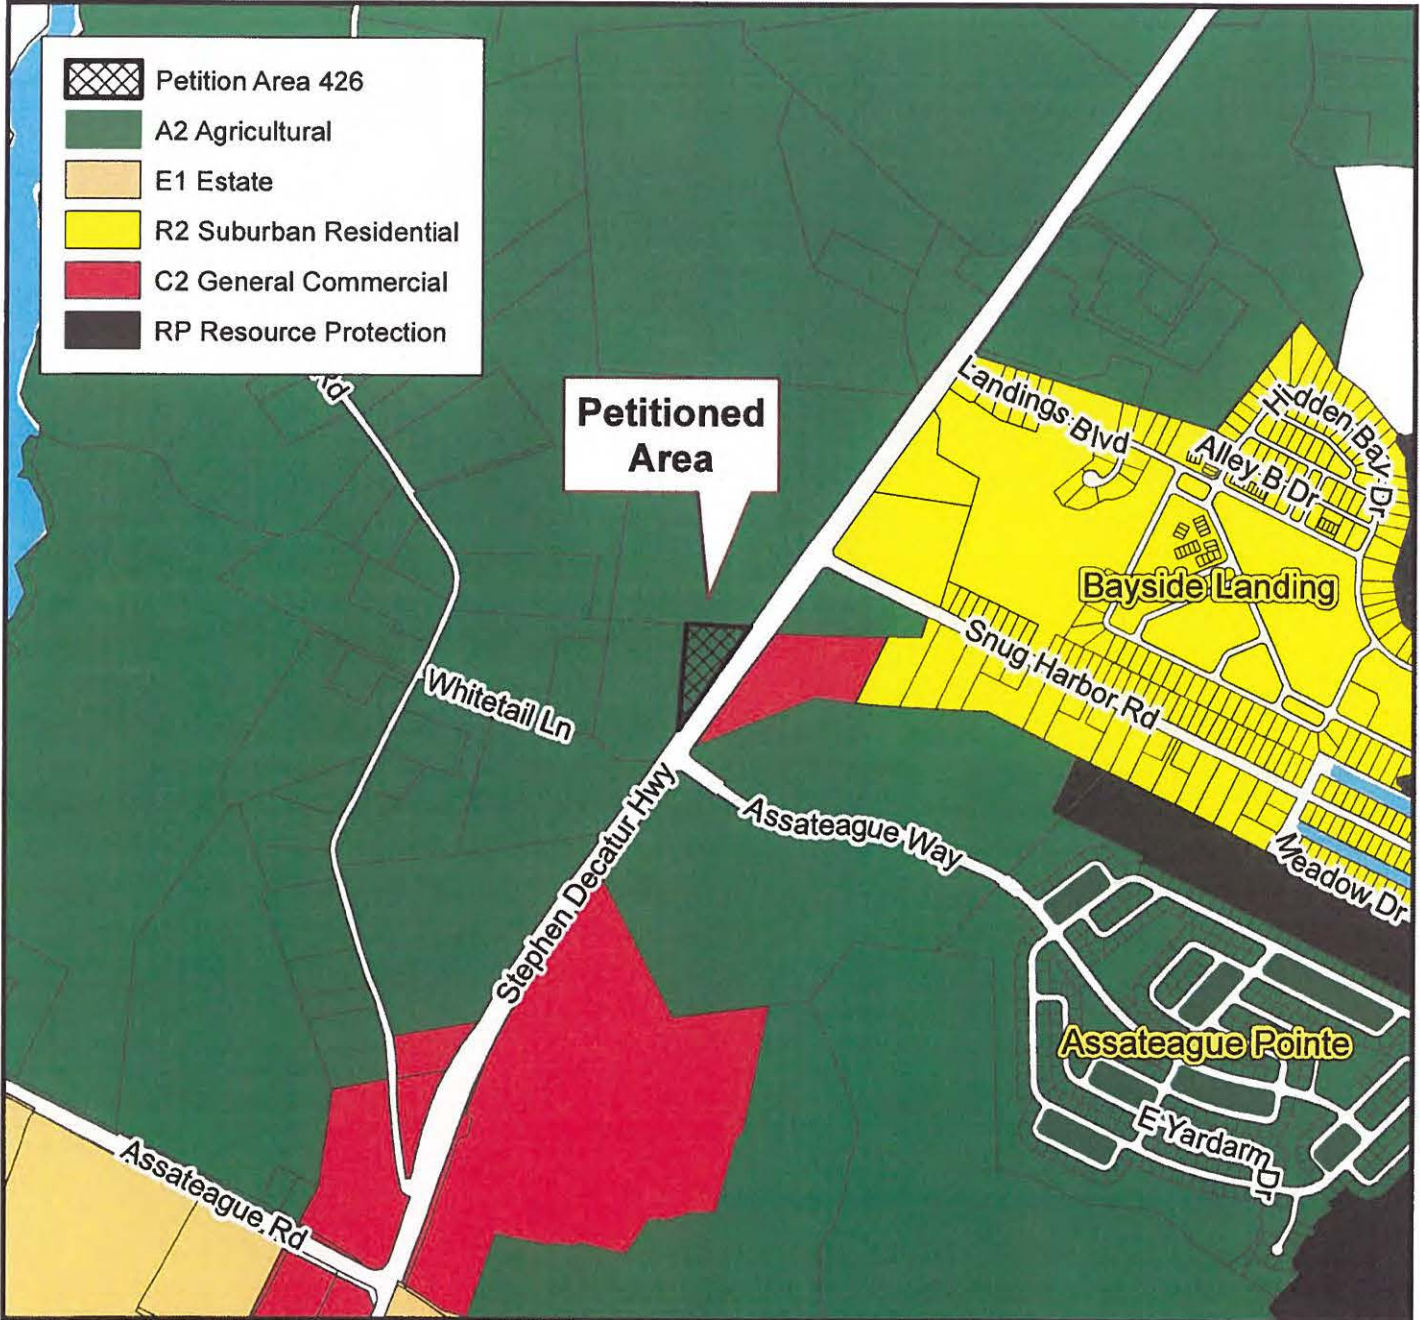 Petition Area 426
A2 Agricultural
E1 Estate
R2 Suburban Residential
C2 General Commercial
RP Resource Protection
Rd
Petitioned
Area
Landings Blvd
Hidden Bay Dr
Alley B Dr
Bayside Landing
Snug Harbor Rd
Whitetail Ln
Stephen Decatur Hwy
Assateague Way
Meadow Dr
Assateague Pointe
E Yardarm Dr
Assateague Rd